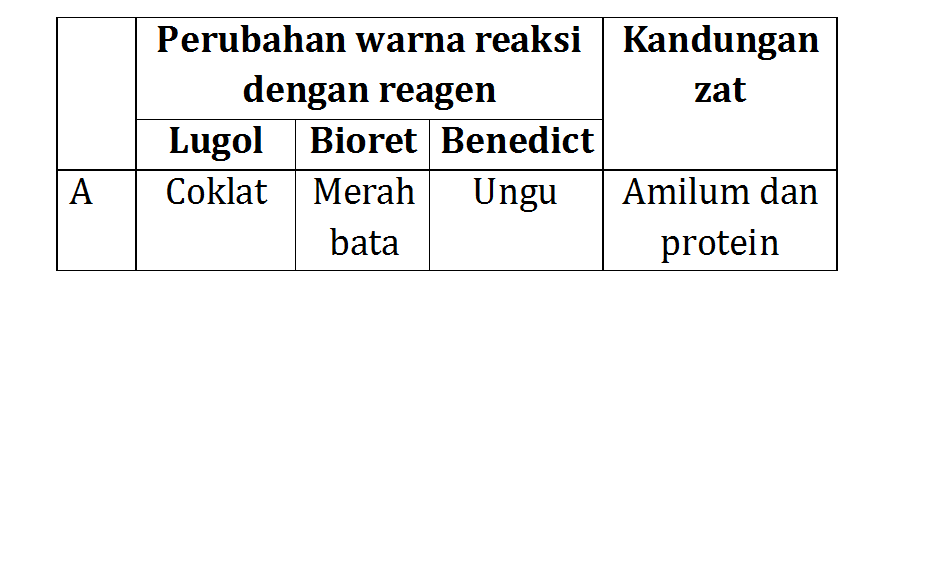 Perubahan warna reaksi
dengan reagen
Kandungan
zat
Lugol
Bioret
Benedict
A
Coklat
Merah
bata
Ungu
Amilum dan
protein